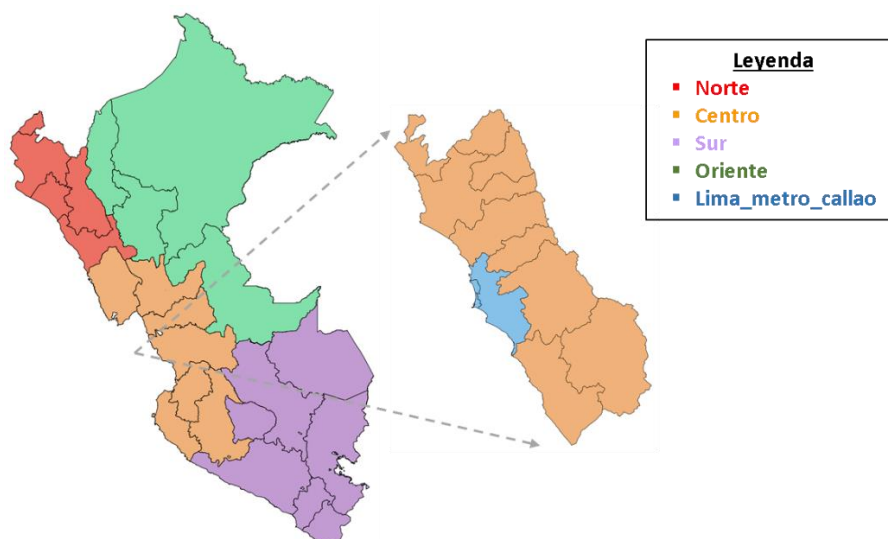 Leyenda
Norte
Centro
Sur
Oriente
Lima_metro_callao